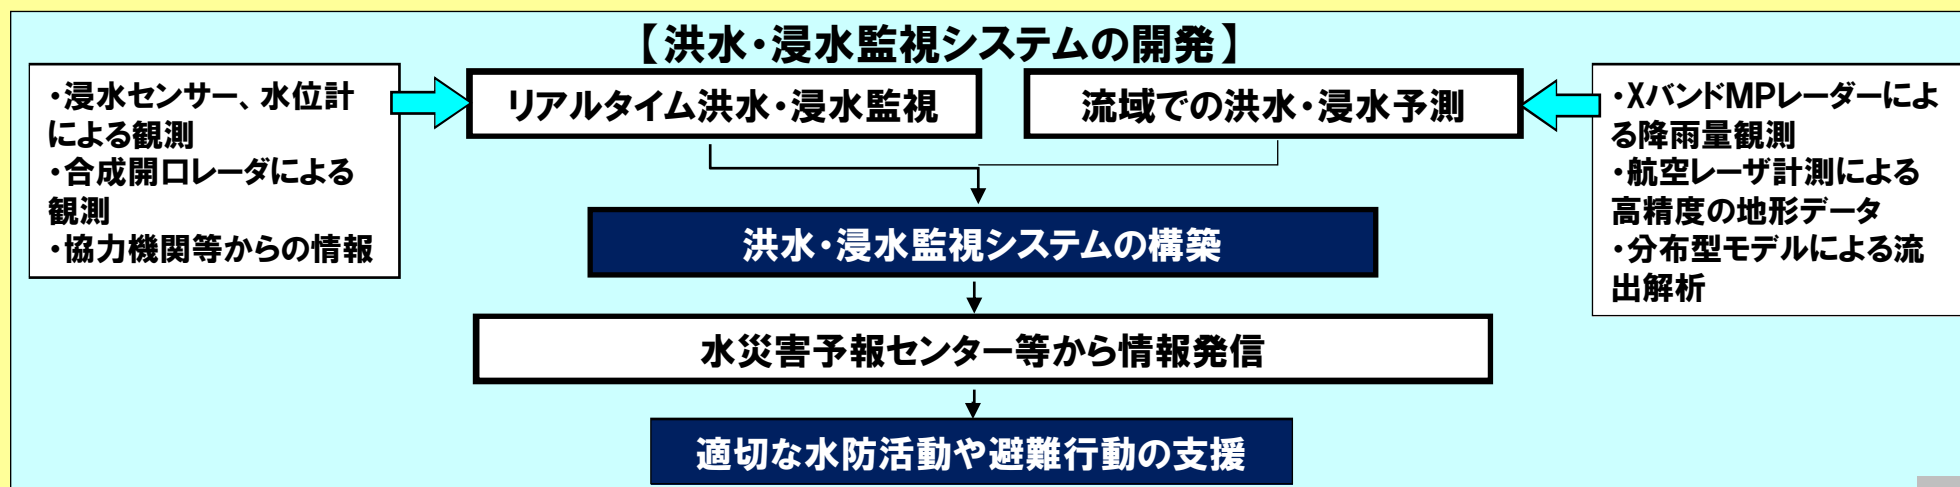 【洪水・浸水監視システムの開発】
・浸水センサー、水位計
による観測
・合成開口レーダによる
観測
・協力機関等からの情報
リアルタイム洪水・浸水監視
流域での洪水・浸水予測
・XバンドMPレーダーによ
る降雨量観測
・航空レーザ計測による
高精度の地形データ
・分布型モデルによる流
出解析
洪水・浸水監視システムの構築
水災害予報センター等から情報発信
適切な水防活動や避難行動の支援